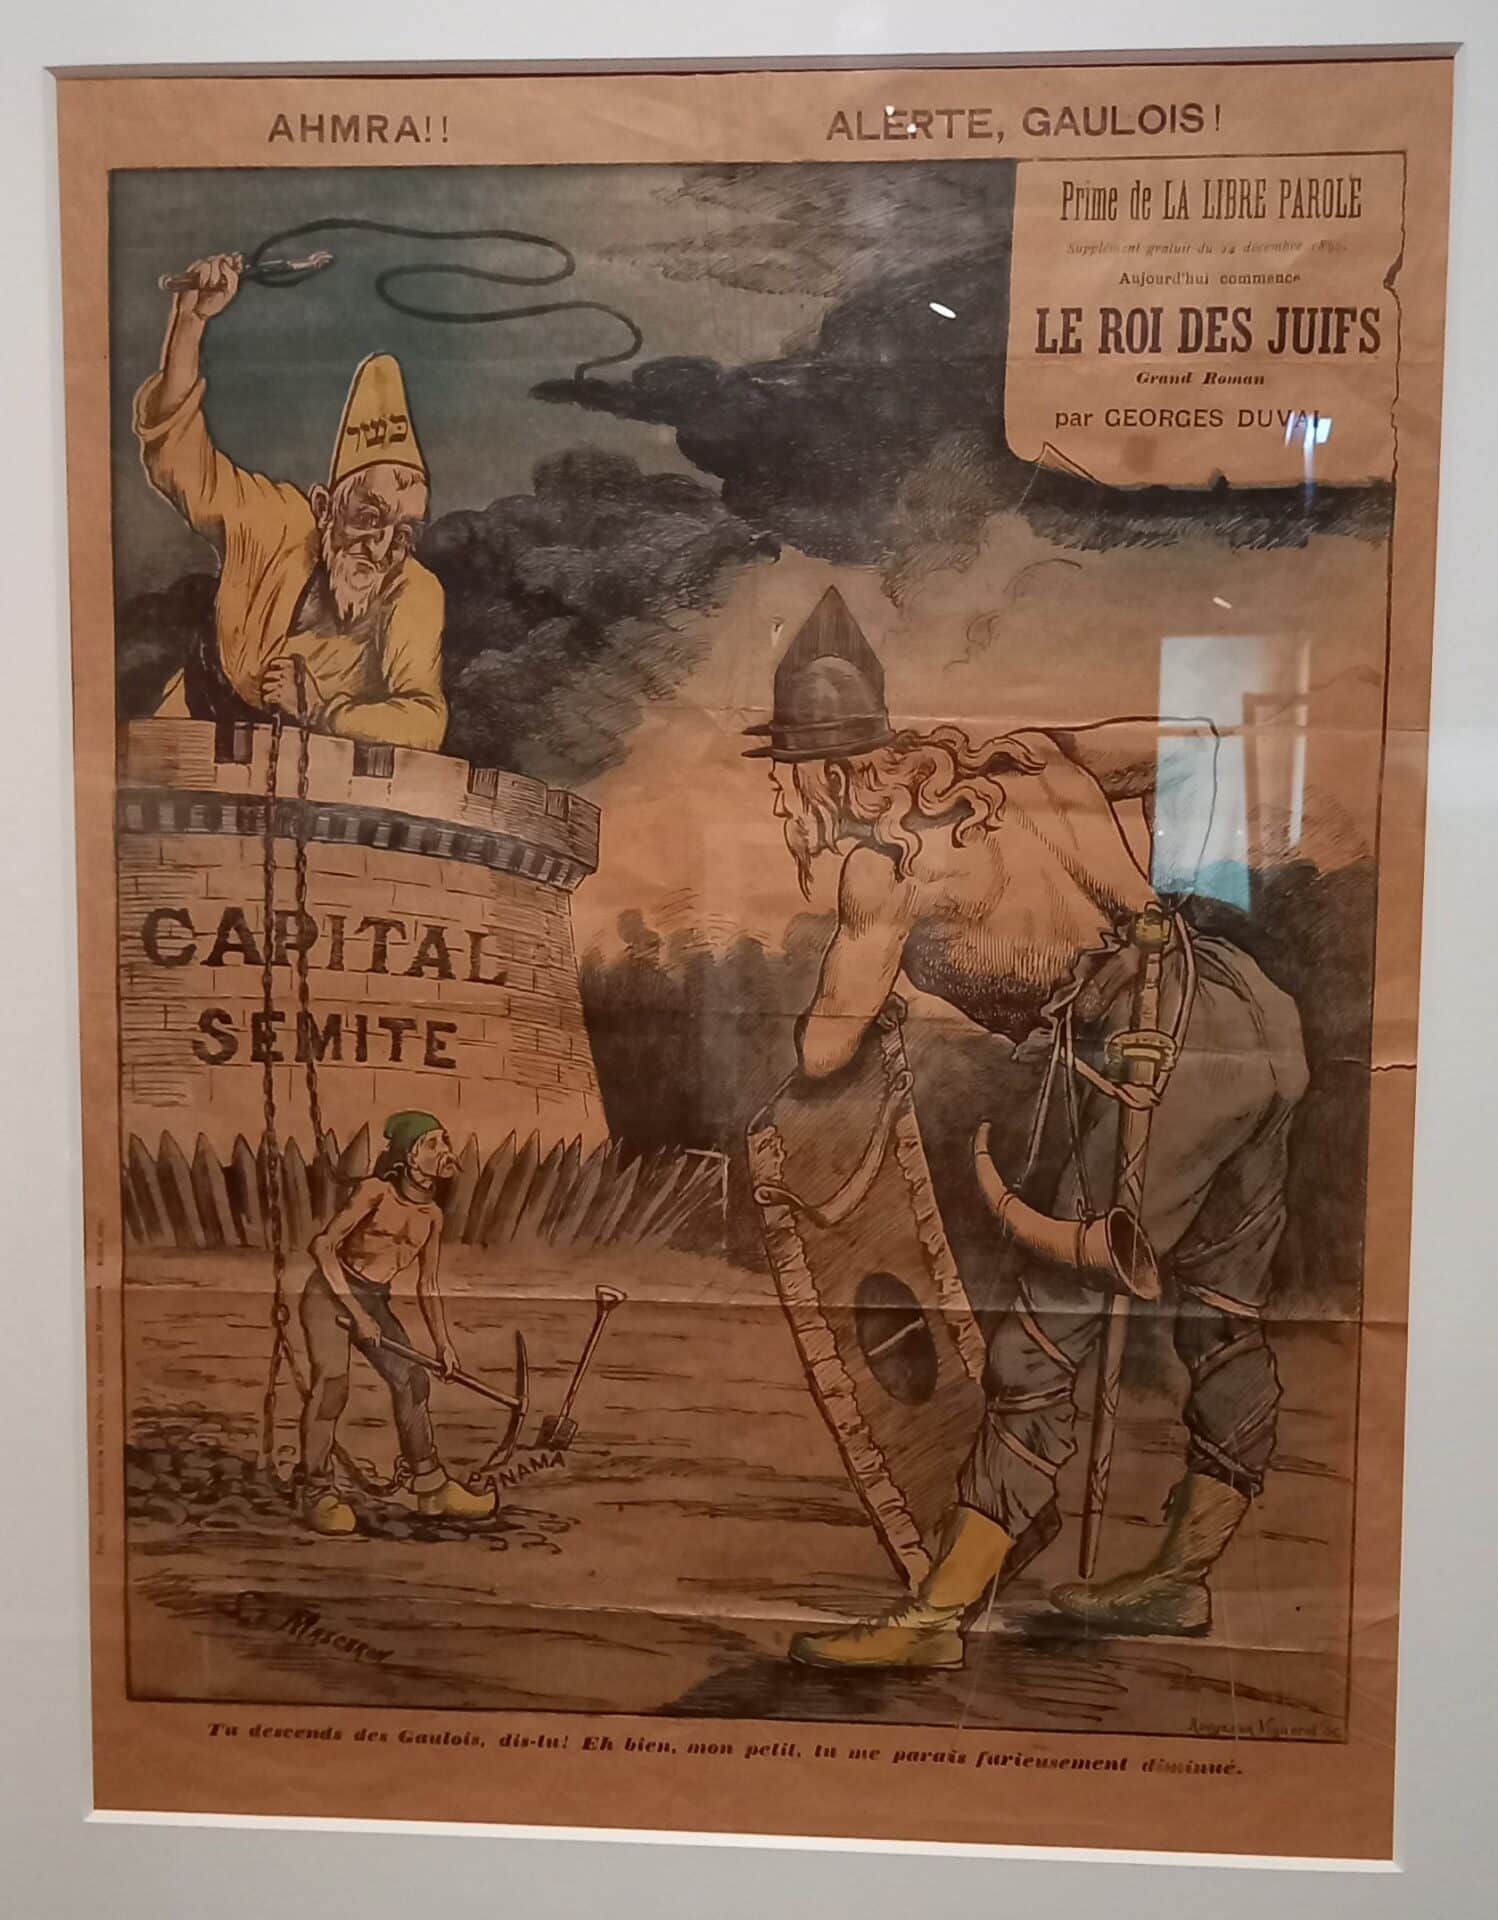 AHMRA!!
ALERTE, GAULOIS!
Prime de LA LIBRE PAROLE
Supplément gratuit du 24 décembre
Aujourd'hui commence
LE ROI DES JUIFS
Grand Roman
par GEORGES DUVAL
כשר
CAPITAL
SEMITE
PANAMA
Tu descends des Gaulois, dis-tu! Eh bien, mon petit, tu me parais furieusement diminué.